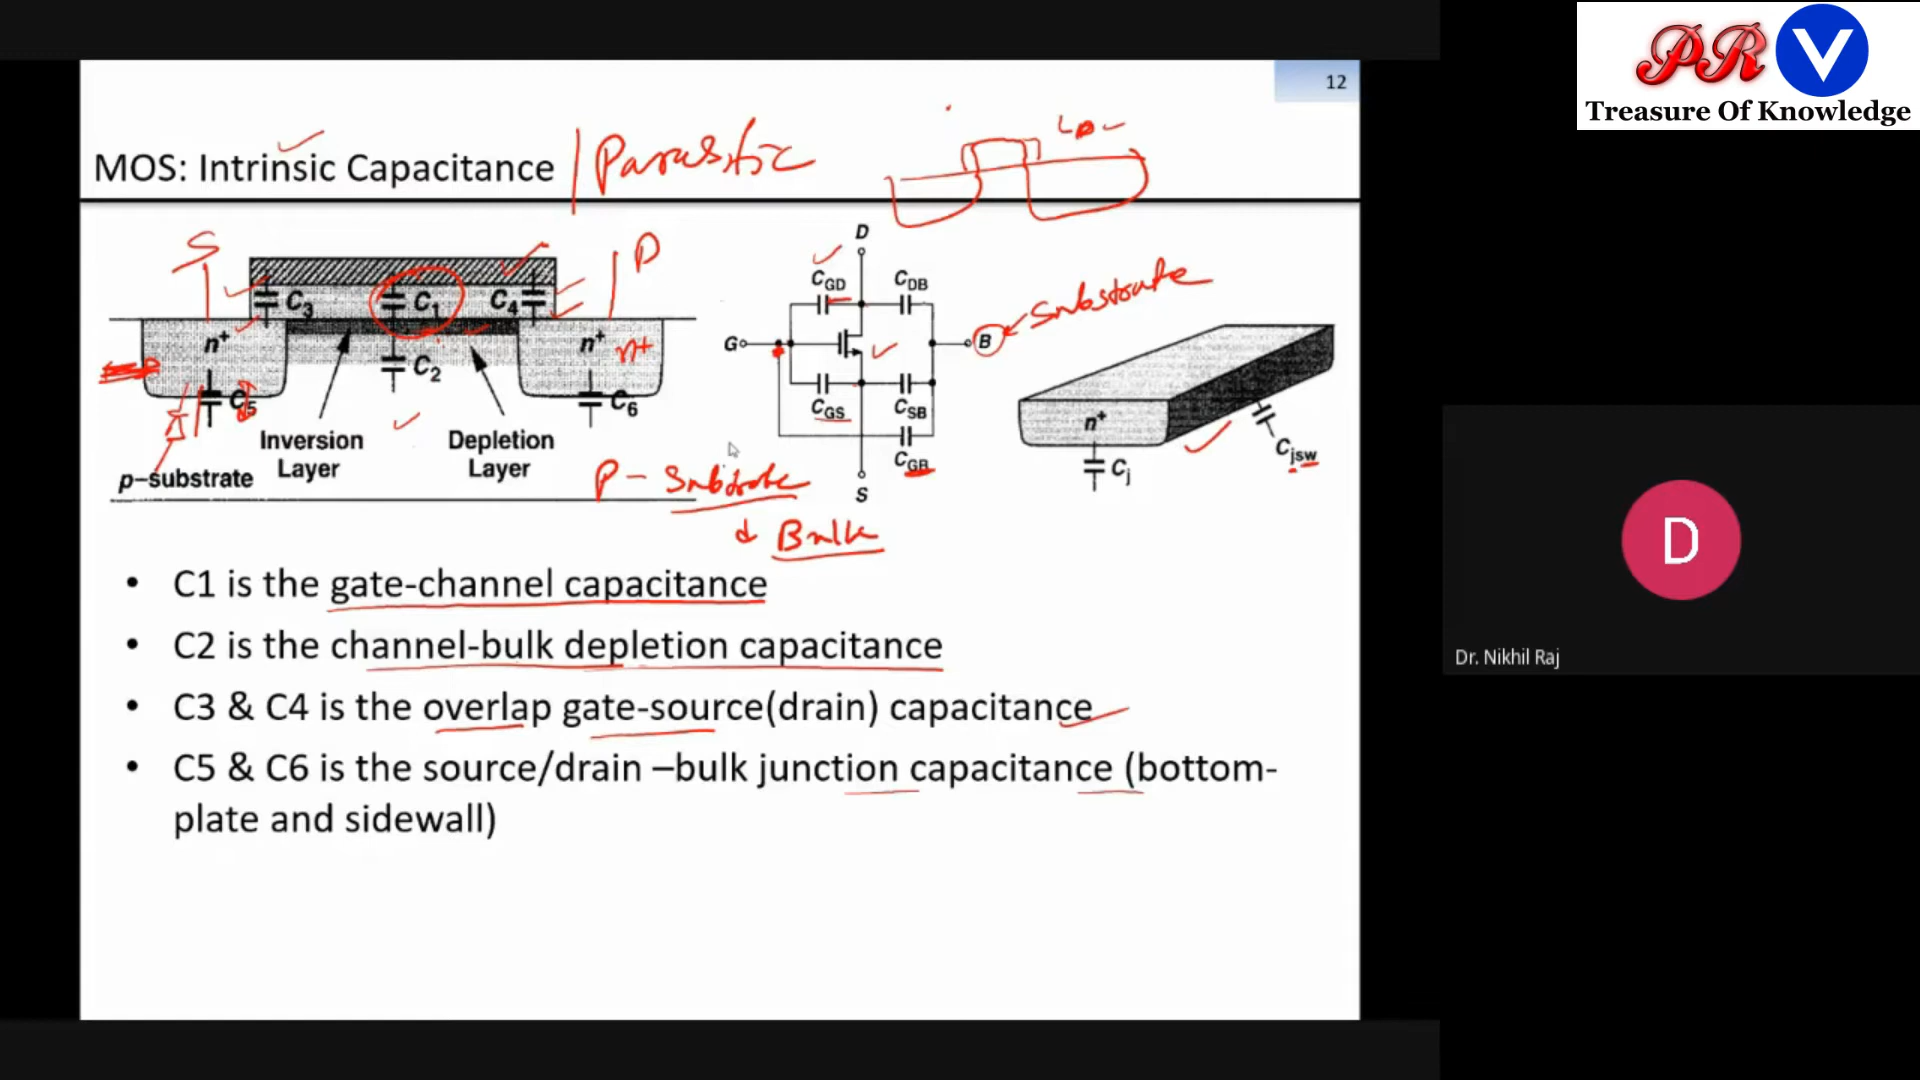 PR V
Treasure Of Knowledge
12
MOS: Intrinsic Capacitance / Parasitic
LD
S
D
D
C3 C1 C4
CGD CDB
Substrate
n+ n+ n+
G B
C2
C5 C6
CGS CSB
n+
Inversion Layer
Depletion Layer
p-substrate
CGB
Cj
Cjsw
S
P - Substrate
Bulk
• C1 is the gate-channel capacitance
• C2 is the channel-bulk depletion capacitance
• C3 & C4 is the overlap gate-source(drain) capacitance
• C5 & C6 is the source/drain –bulk junction capacitance (bottom-
plate and sidewall)
D
Dr. Nikhil Raj